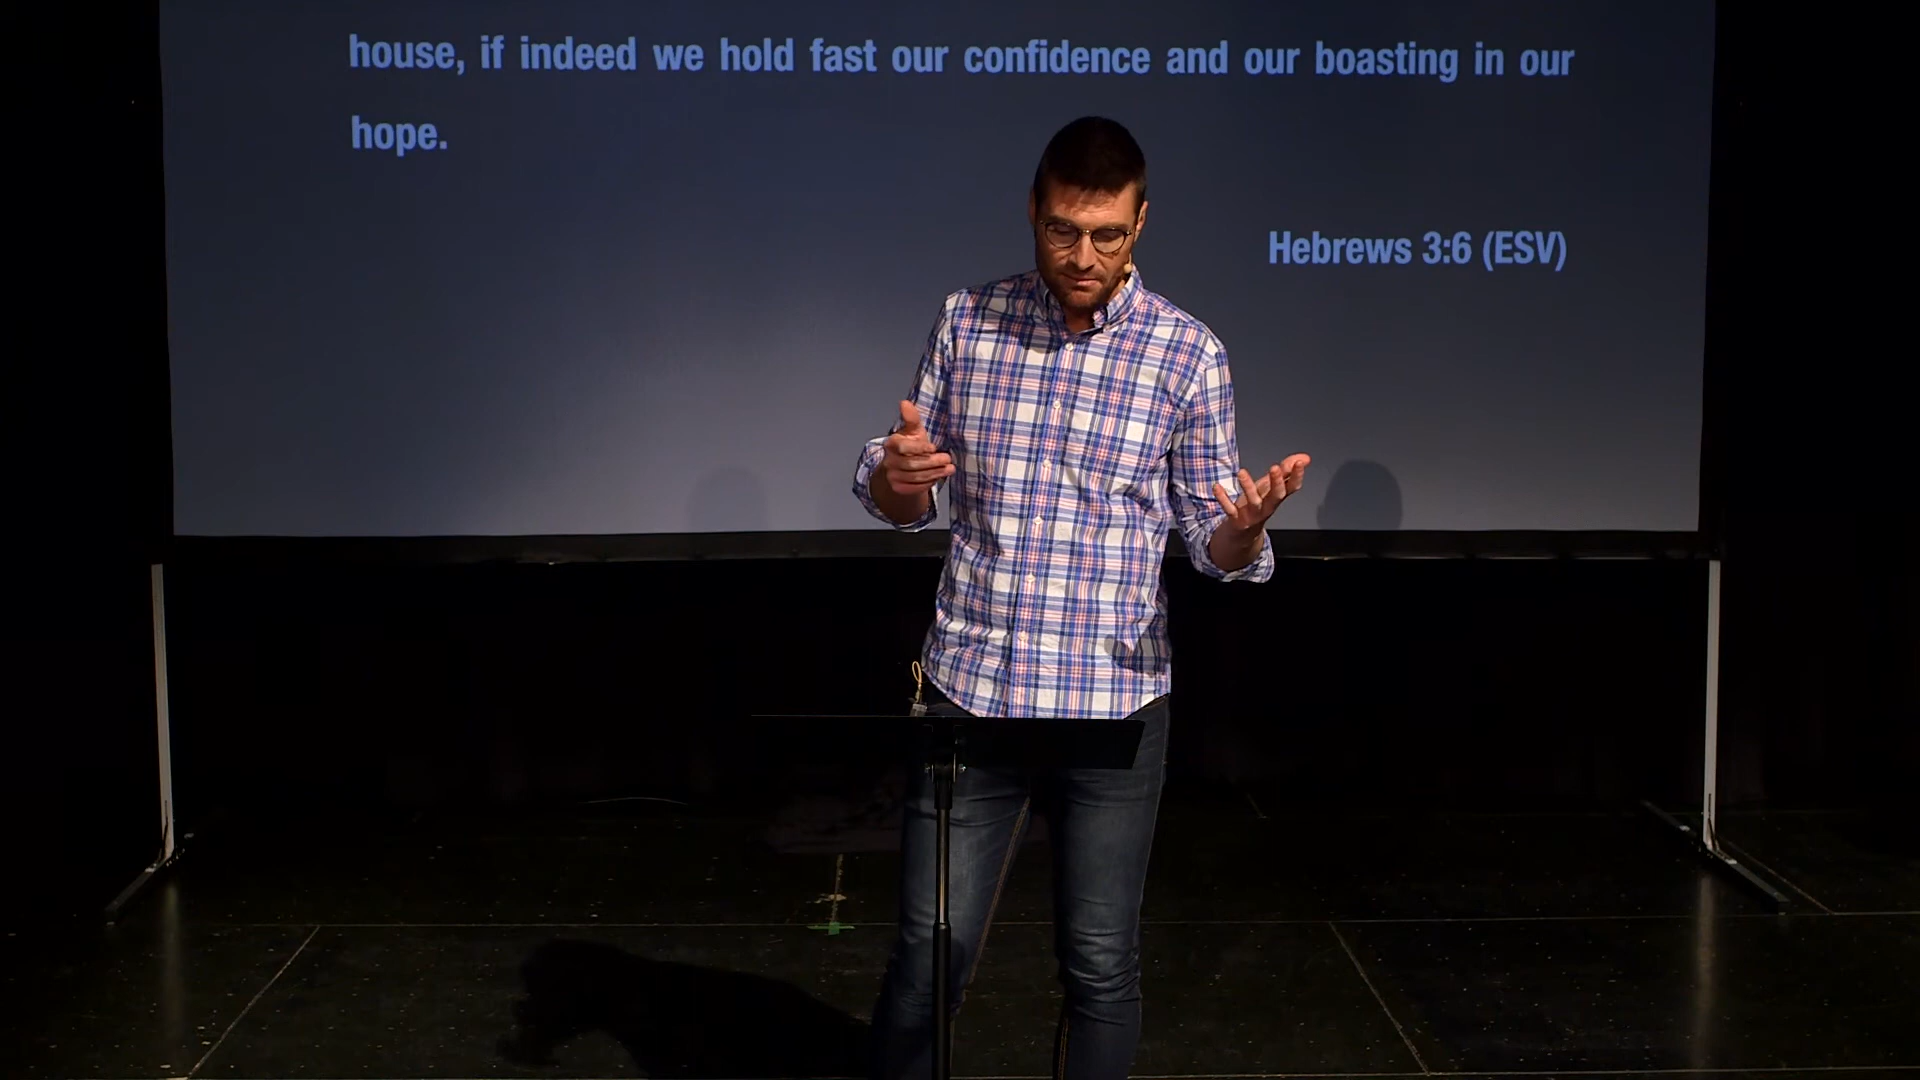 house, if indeed we hold fast our confidence and our boasting in our
hope.
Hebrews 3:6 (ESV)